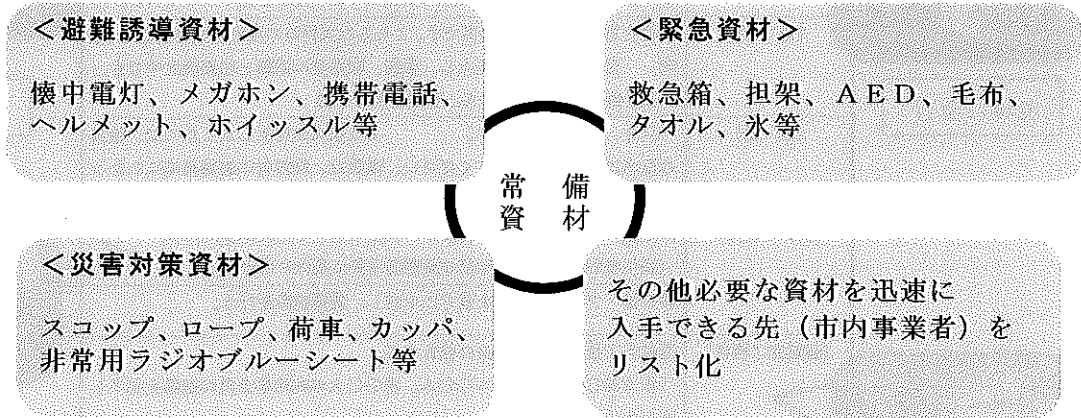 ＜避難誘導資材＞
懐中電灯、メガホン、携帯電話、
ヘルメット、ホイッスル等
＜緊急資材＞
救急箱、担架、ＡＥＤ、毛布、
タオル、氷等
常　備
資　材
＜災害対策資材＞
スコップ、ロープ、荷車、カッパ、
非常用ラジオブルーシート等
その他必要な資材を迅速に
入手できる先（市内事業者）を
リスト化